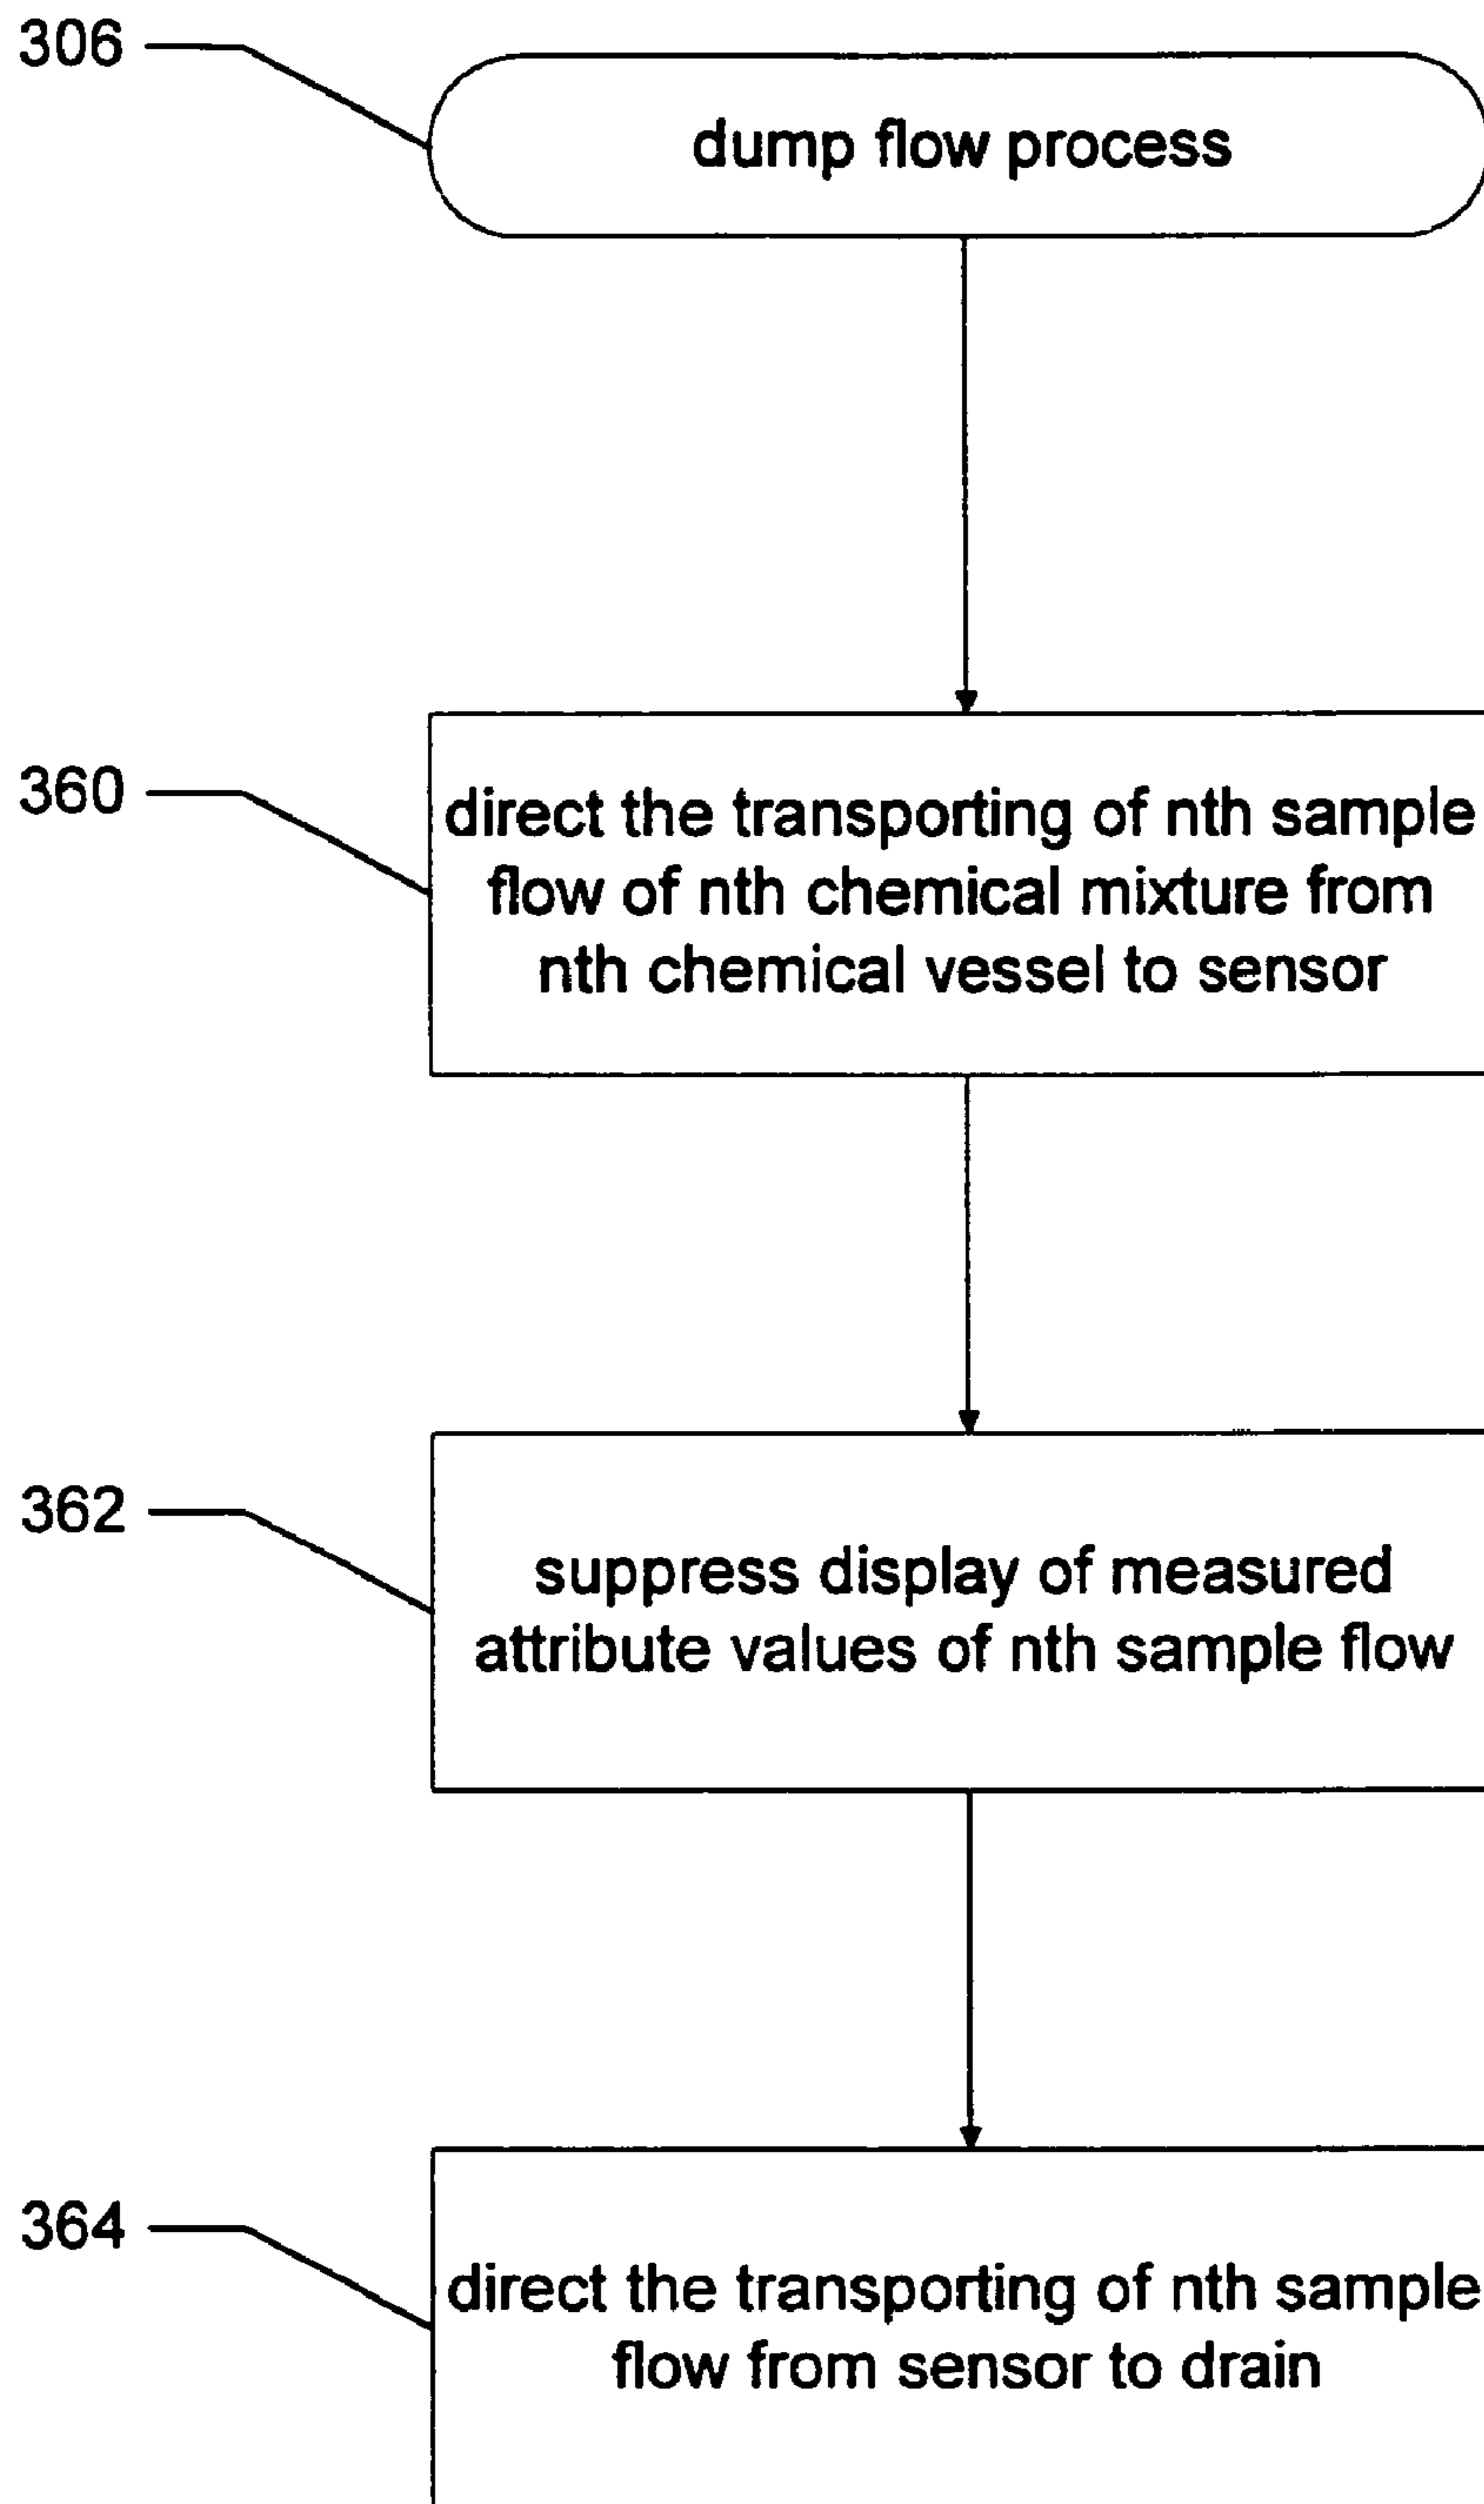 306
dump flow process
360
direct the transporting of nth sample
flow of nth chemical mixture from
nth chemical vessel to sensor
362
suppress display of measured
attribute values of nth sample flow
364
direct the transporting of nth sample
flow from sensor to drain